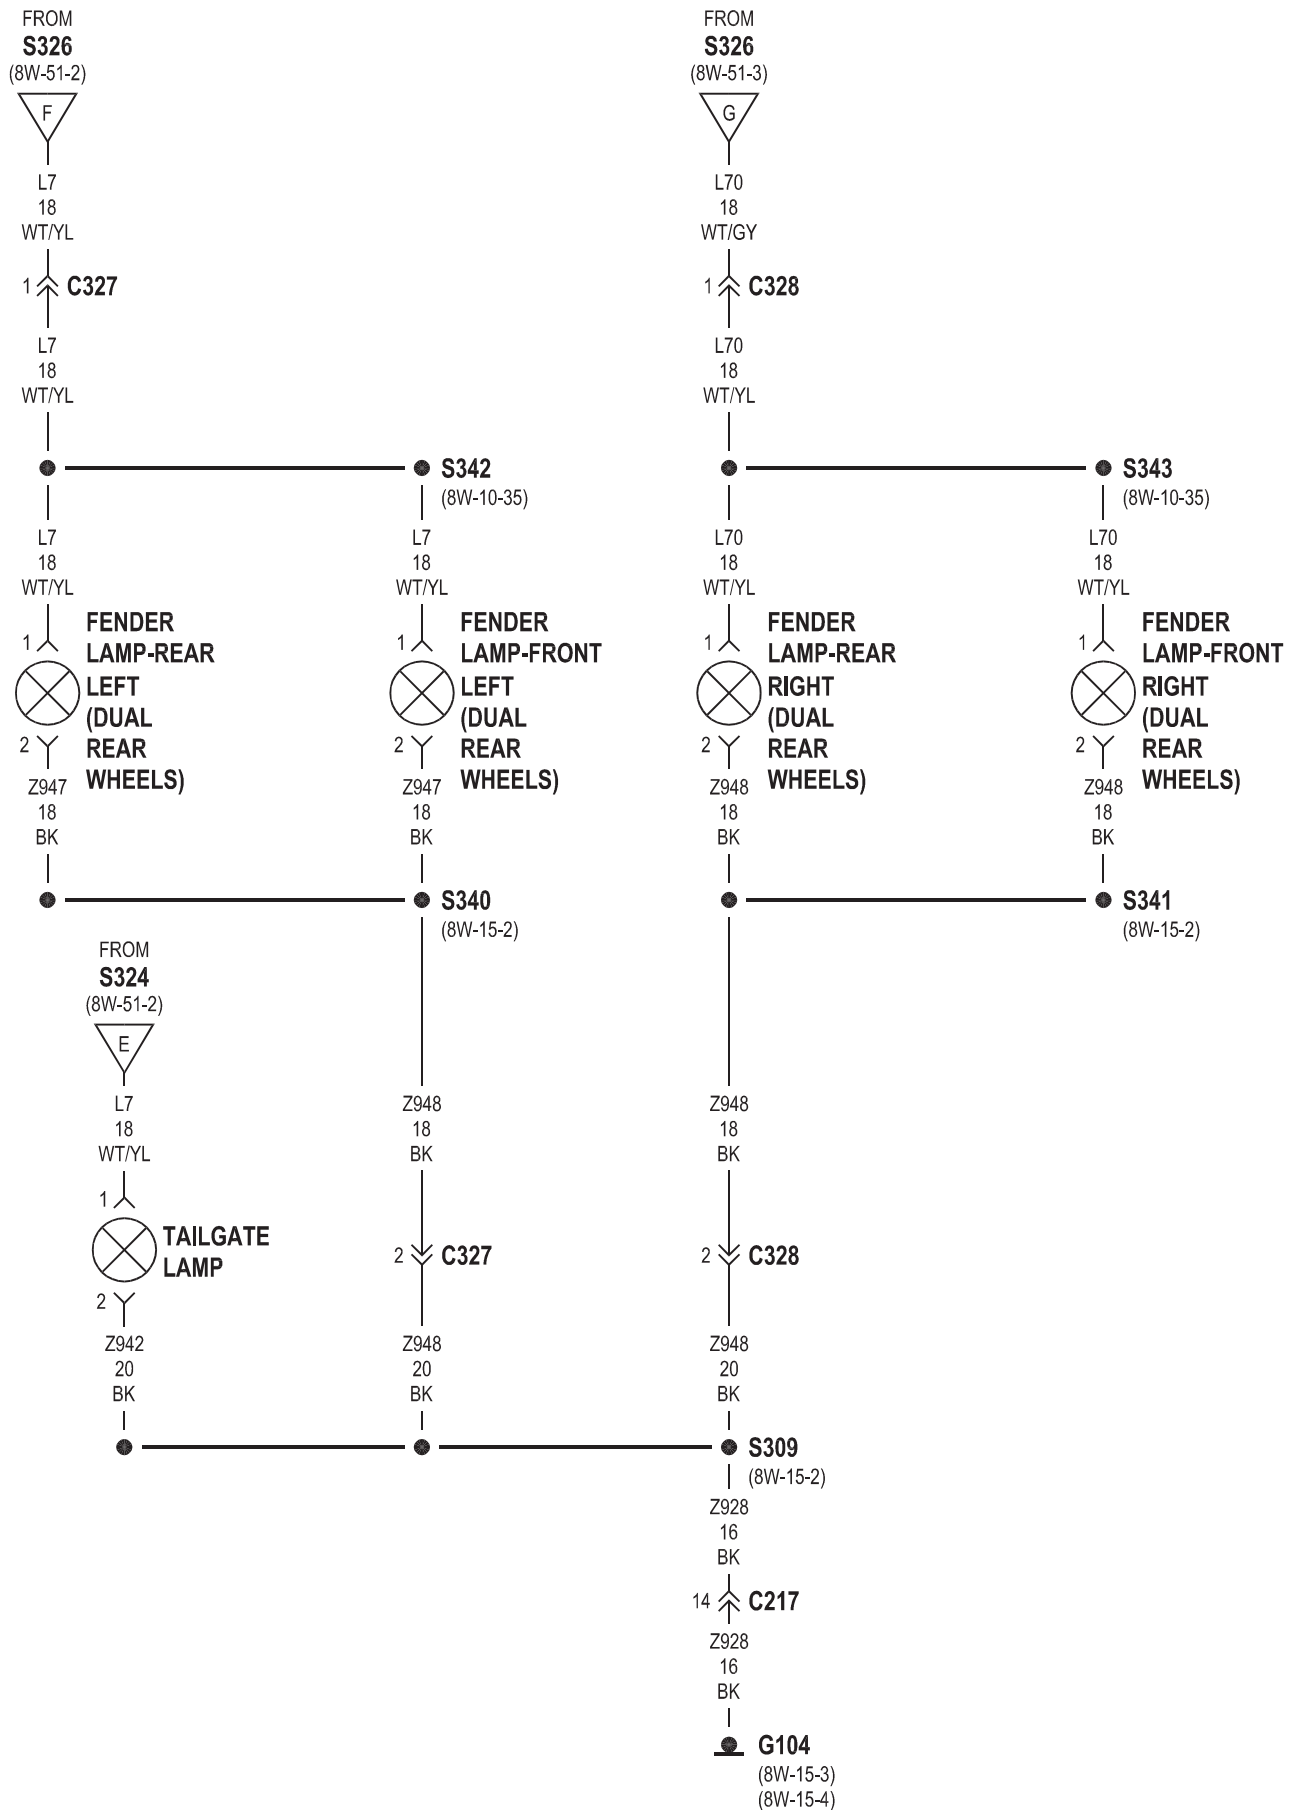 FROM
S326
(8W-51-2)
F
L7
18
WT/YL
1
C327
L7
18
WT/YL
FROM
S326
(8W-51-3)
G
L70
18
WT/GY
1
C328
L70
18
WT/YL
S342
(8W-10-35)
S343
(8W-10-35)
L7
18
WT/YL
1
FENDER
LAMP-REAR
LEFT
(DUAL
REAR
WHEELS)
2
Z947
18
BK
L7
18
WT/YL
1
FENDER
LAMP-FRONT
LEFT
(DUAL
REAR
WHEELS)
2
Z947
18
BK
L70
18
WT/YL
1
FENDER
LAMP-REAR
RIGHT
(DUAL
REAR
WHEELS)
2
Z948
18
BK
L70
18
WT/YL
1
FENDER
LAMP-FRONT
RIGHT
(DUAL
REAR
WHEELS)
2
Z948
18
BK
S340
(8W-15-2)
S341
(8W-15-2)
FROM
S324
(8W-51-2)
E
L7
18
WT/YL
1
TAILGATE
LAMP
2
Z942
20
BK
Z948
18
BK
2
C327
Z948
20
BK
Z948
18
BK
2
C328
Z948
20
BK
S309
(8W-15-2)
Z928
16
BK
14
C217
Z928
16
BK
G104
(8W-15-3)
(8W-15-4)